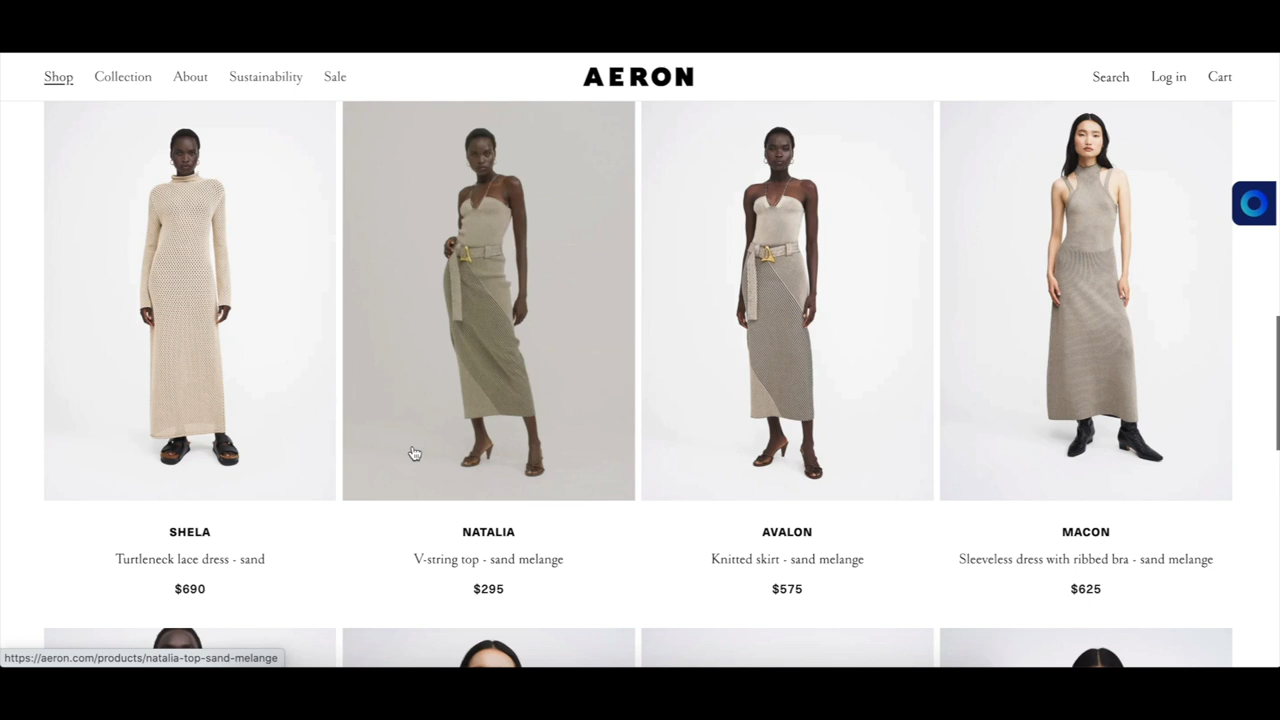 Shop Collection About Sustainability Sale AERON Search Log in Cart
SHELA
Turtleneck lace dress - sand
$690
NATALIA
V-string top - sand melange
$295
AVALON
Knitted skirt - sand melange
$575
MACON
Sleeveless dress with ribbed bra - sand melange
$625
https://aeron.com/products/natalia-top-sand-melange